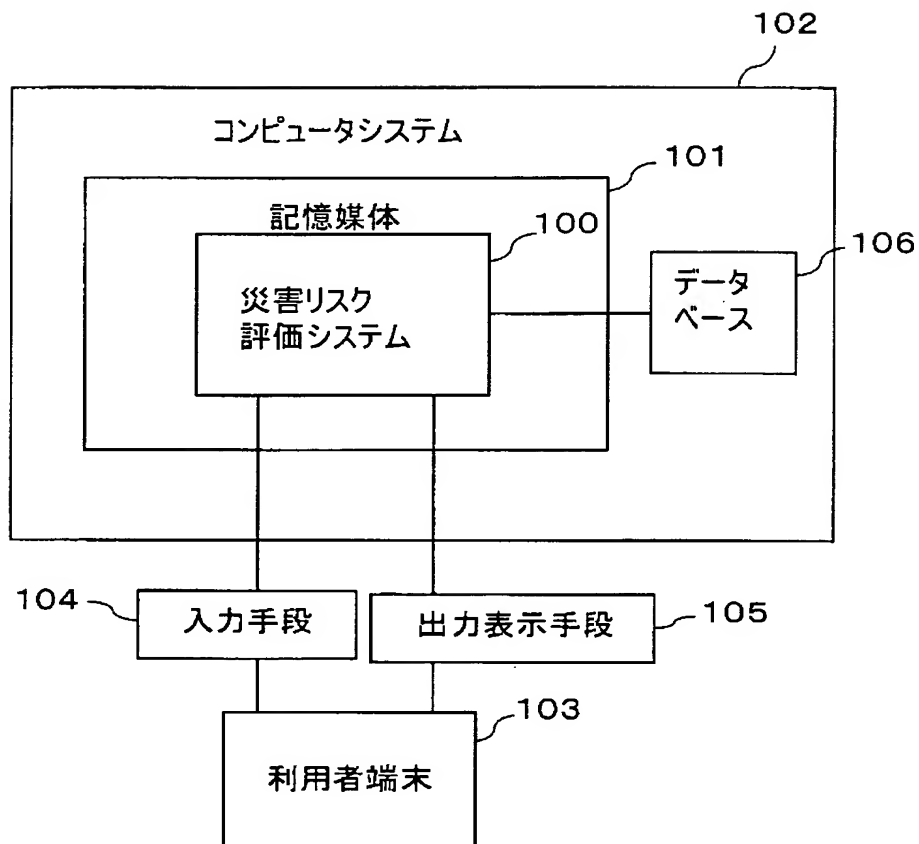 102
コンピュータシステム
101
記憶媒体
100
106
災害リスク
評価システム
データ
ベース
104
入力手段
出力表示手段
105
103
利用者端末